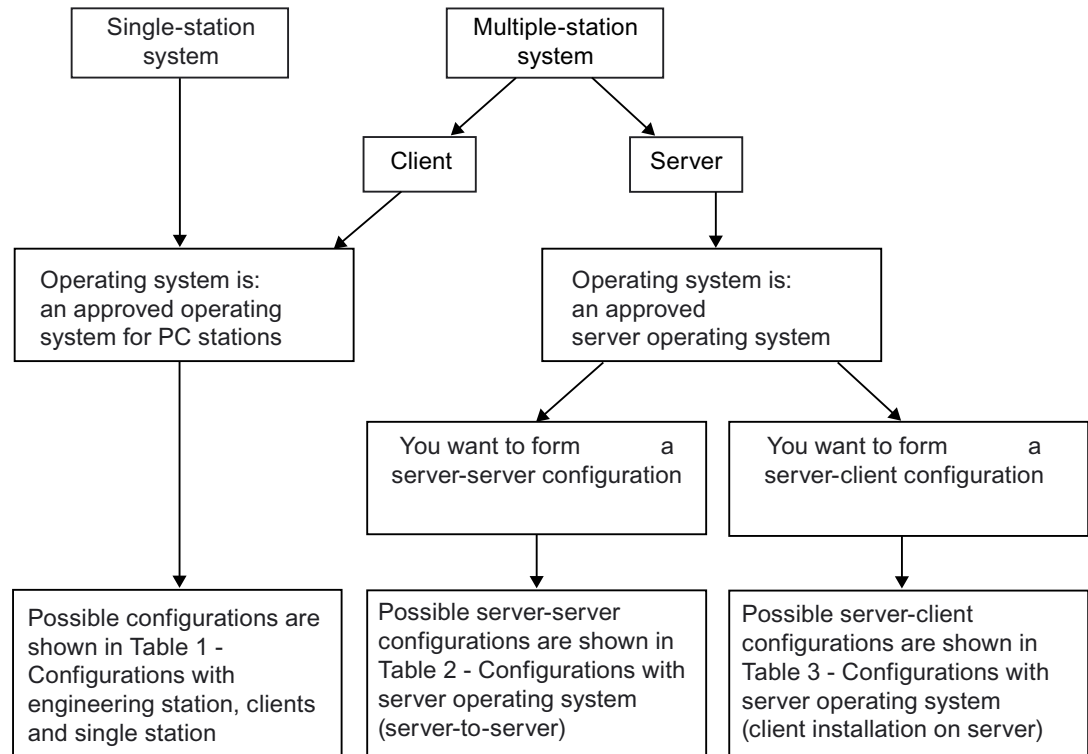 Single-station
system
Multiple-station
system
Client
Server
Operating system is:
an approved operating
system for PC stations
Operating system is:
an approved
server operating system
You want to form a
server-server configuration
You want to form a
server-client configuration
Possible configurations are
shown in Table 1 -
Configurations with
engineering station, clients
and single station
Possible server-server
configurations are shown in
Table 2 - Configurations with
server operating system
(server-to-server)
Possible server-client
configurations are shown in
Table 3 - Configurations with
server operating system
(client installation on server)